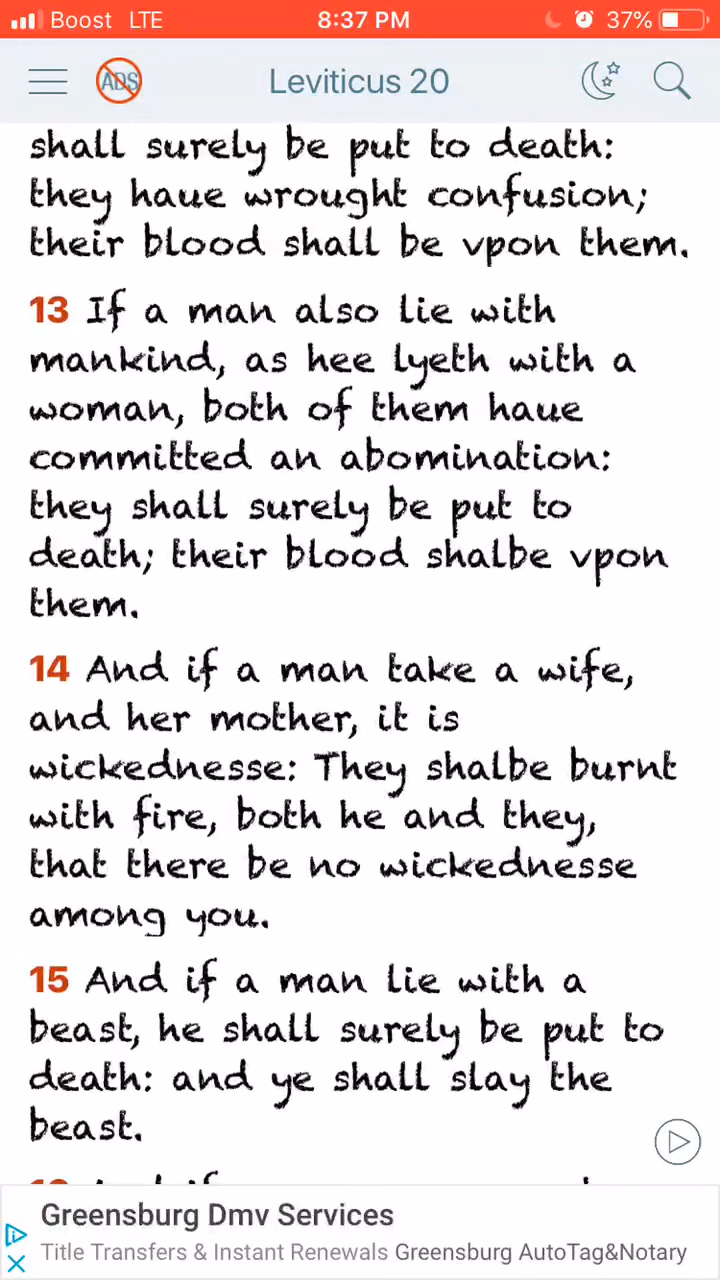 Boost LTE 8:37 PM 37%
ADS Leviticus 20
shall surely be put to death:
they haue wrought confusion;
their blood shall be vpon them.
13 If a man also lie with
mankind, as hee lyeth with a
woman, both of them haue
committed an abomination:
they shall surely be put to
death; their blood shalbe vpon
them.
14 And if a man take a wife,
and her mother, it is
wickednesse: They shalbe burnt
with fire, both he and they,
that there be no wickednesse
among you.
15 And if a man lie with a
beast, he shall surely be put to
death: and ye shall slay the
beast.
Greensburg Dmv Services
Title Transfers & Instant Renewals Greensburg AutoTag&Notary